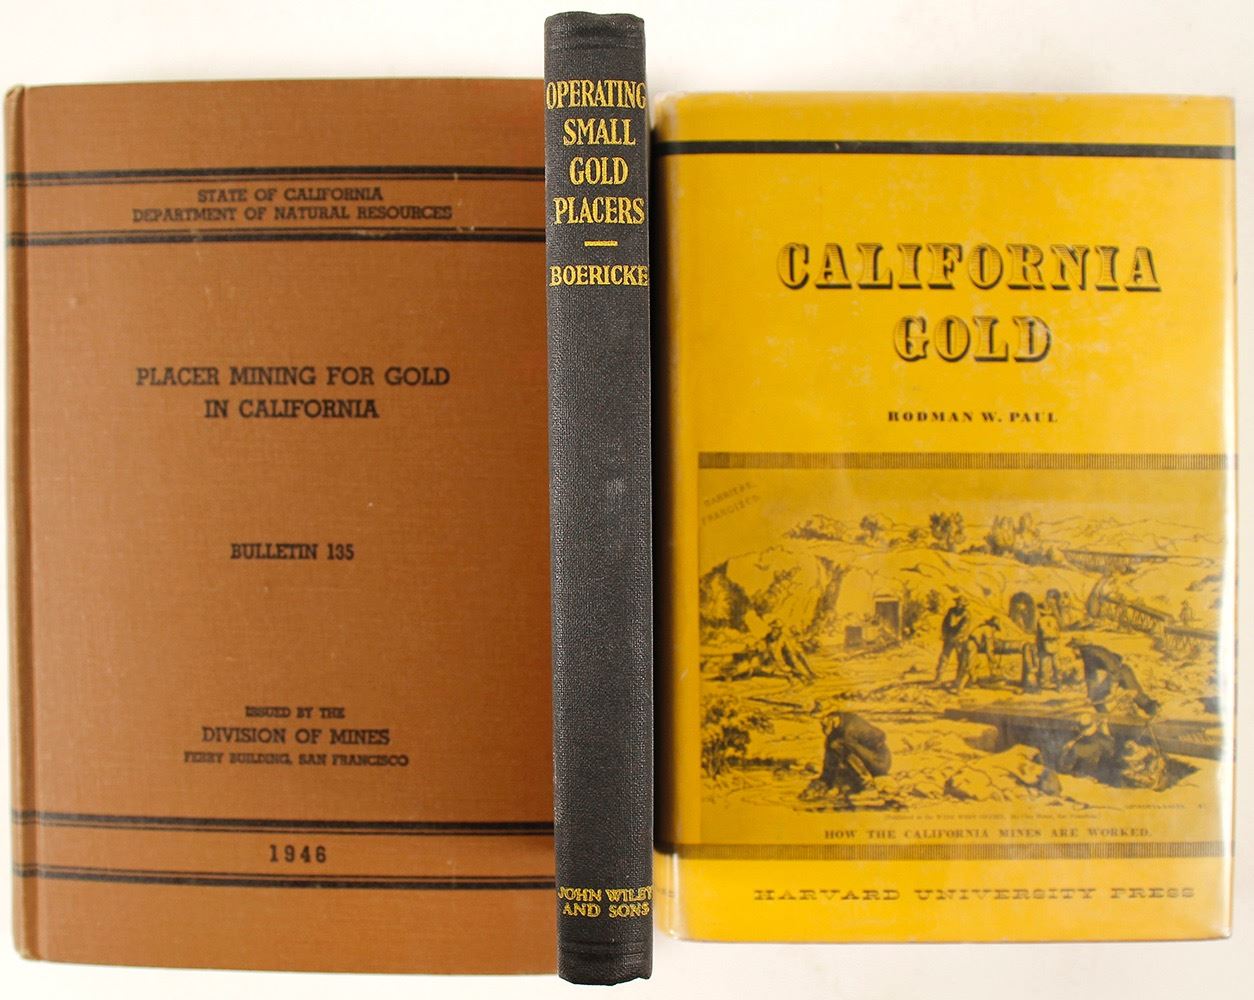 STATE OF CALIFORNIA
DEPARTMENT OF NATURAL RESOURCES
PLACER MINING FOR GOLD
IN CALIFORNIA
BULLETIN 135
ISSUED BY THE
DIVISION OF MINES
FERRY BUILDING, SAN FRANCISCO
1946
OPERATING
SMALL
GOLD
PLACERS
BOERICKE
JOHN WILEY
AND SONS
CALIFORNIA
GOLD
RODMAN W. PAUL
HOW THE CALIFORNIA MINES ARE WORKED.
HARVARD UNIVERSITY PRESS